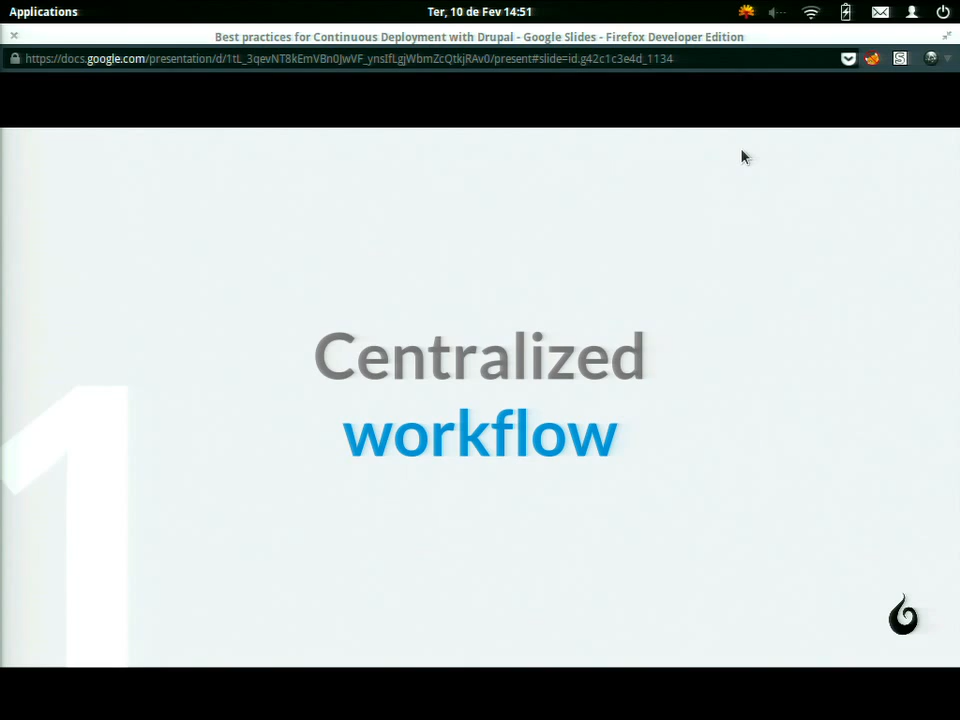 Applications
Ter, 10 de Fev 14:51
Best practices for Continuous Deployment with Drupal - Google Slides - Firefox Developer Edition
https://docs.google.com/presentation/d/1tL_3qevNT8kEmVBn0JwVF_ynsIfLgjWbmZcQtkjRAv0/present#slide=id.g42c1c3e4d_1134
S
Centralized
workflow
1